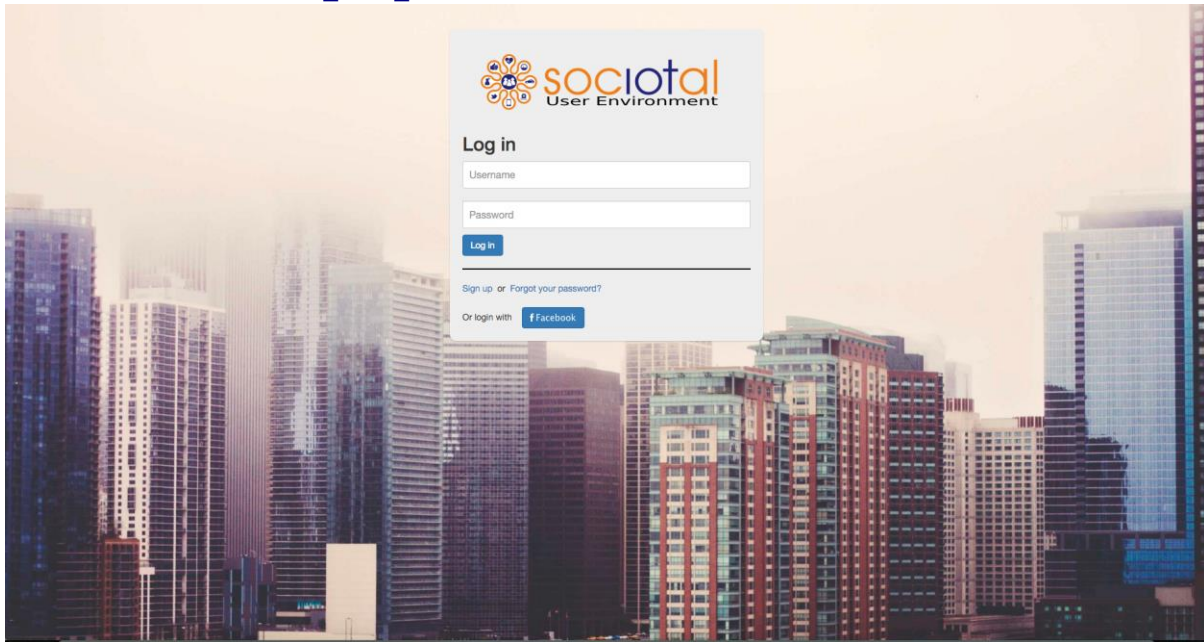 sociotal
User Environment
Log in
Username
Password
Log in
Sign up or Forgot your password?
Or login with f Facebook